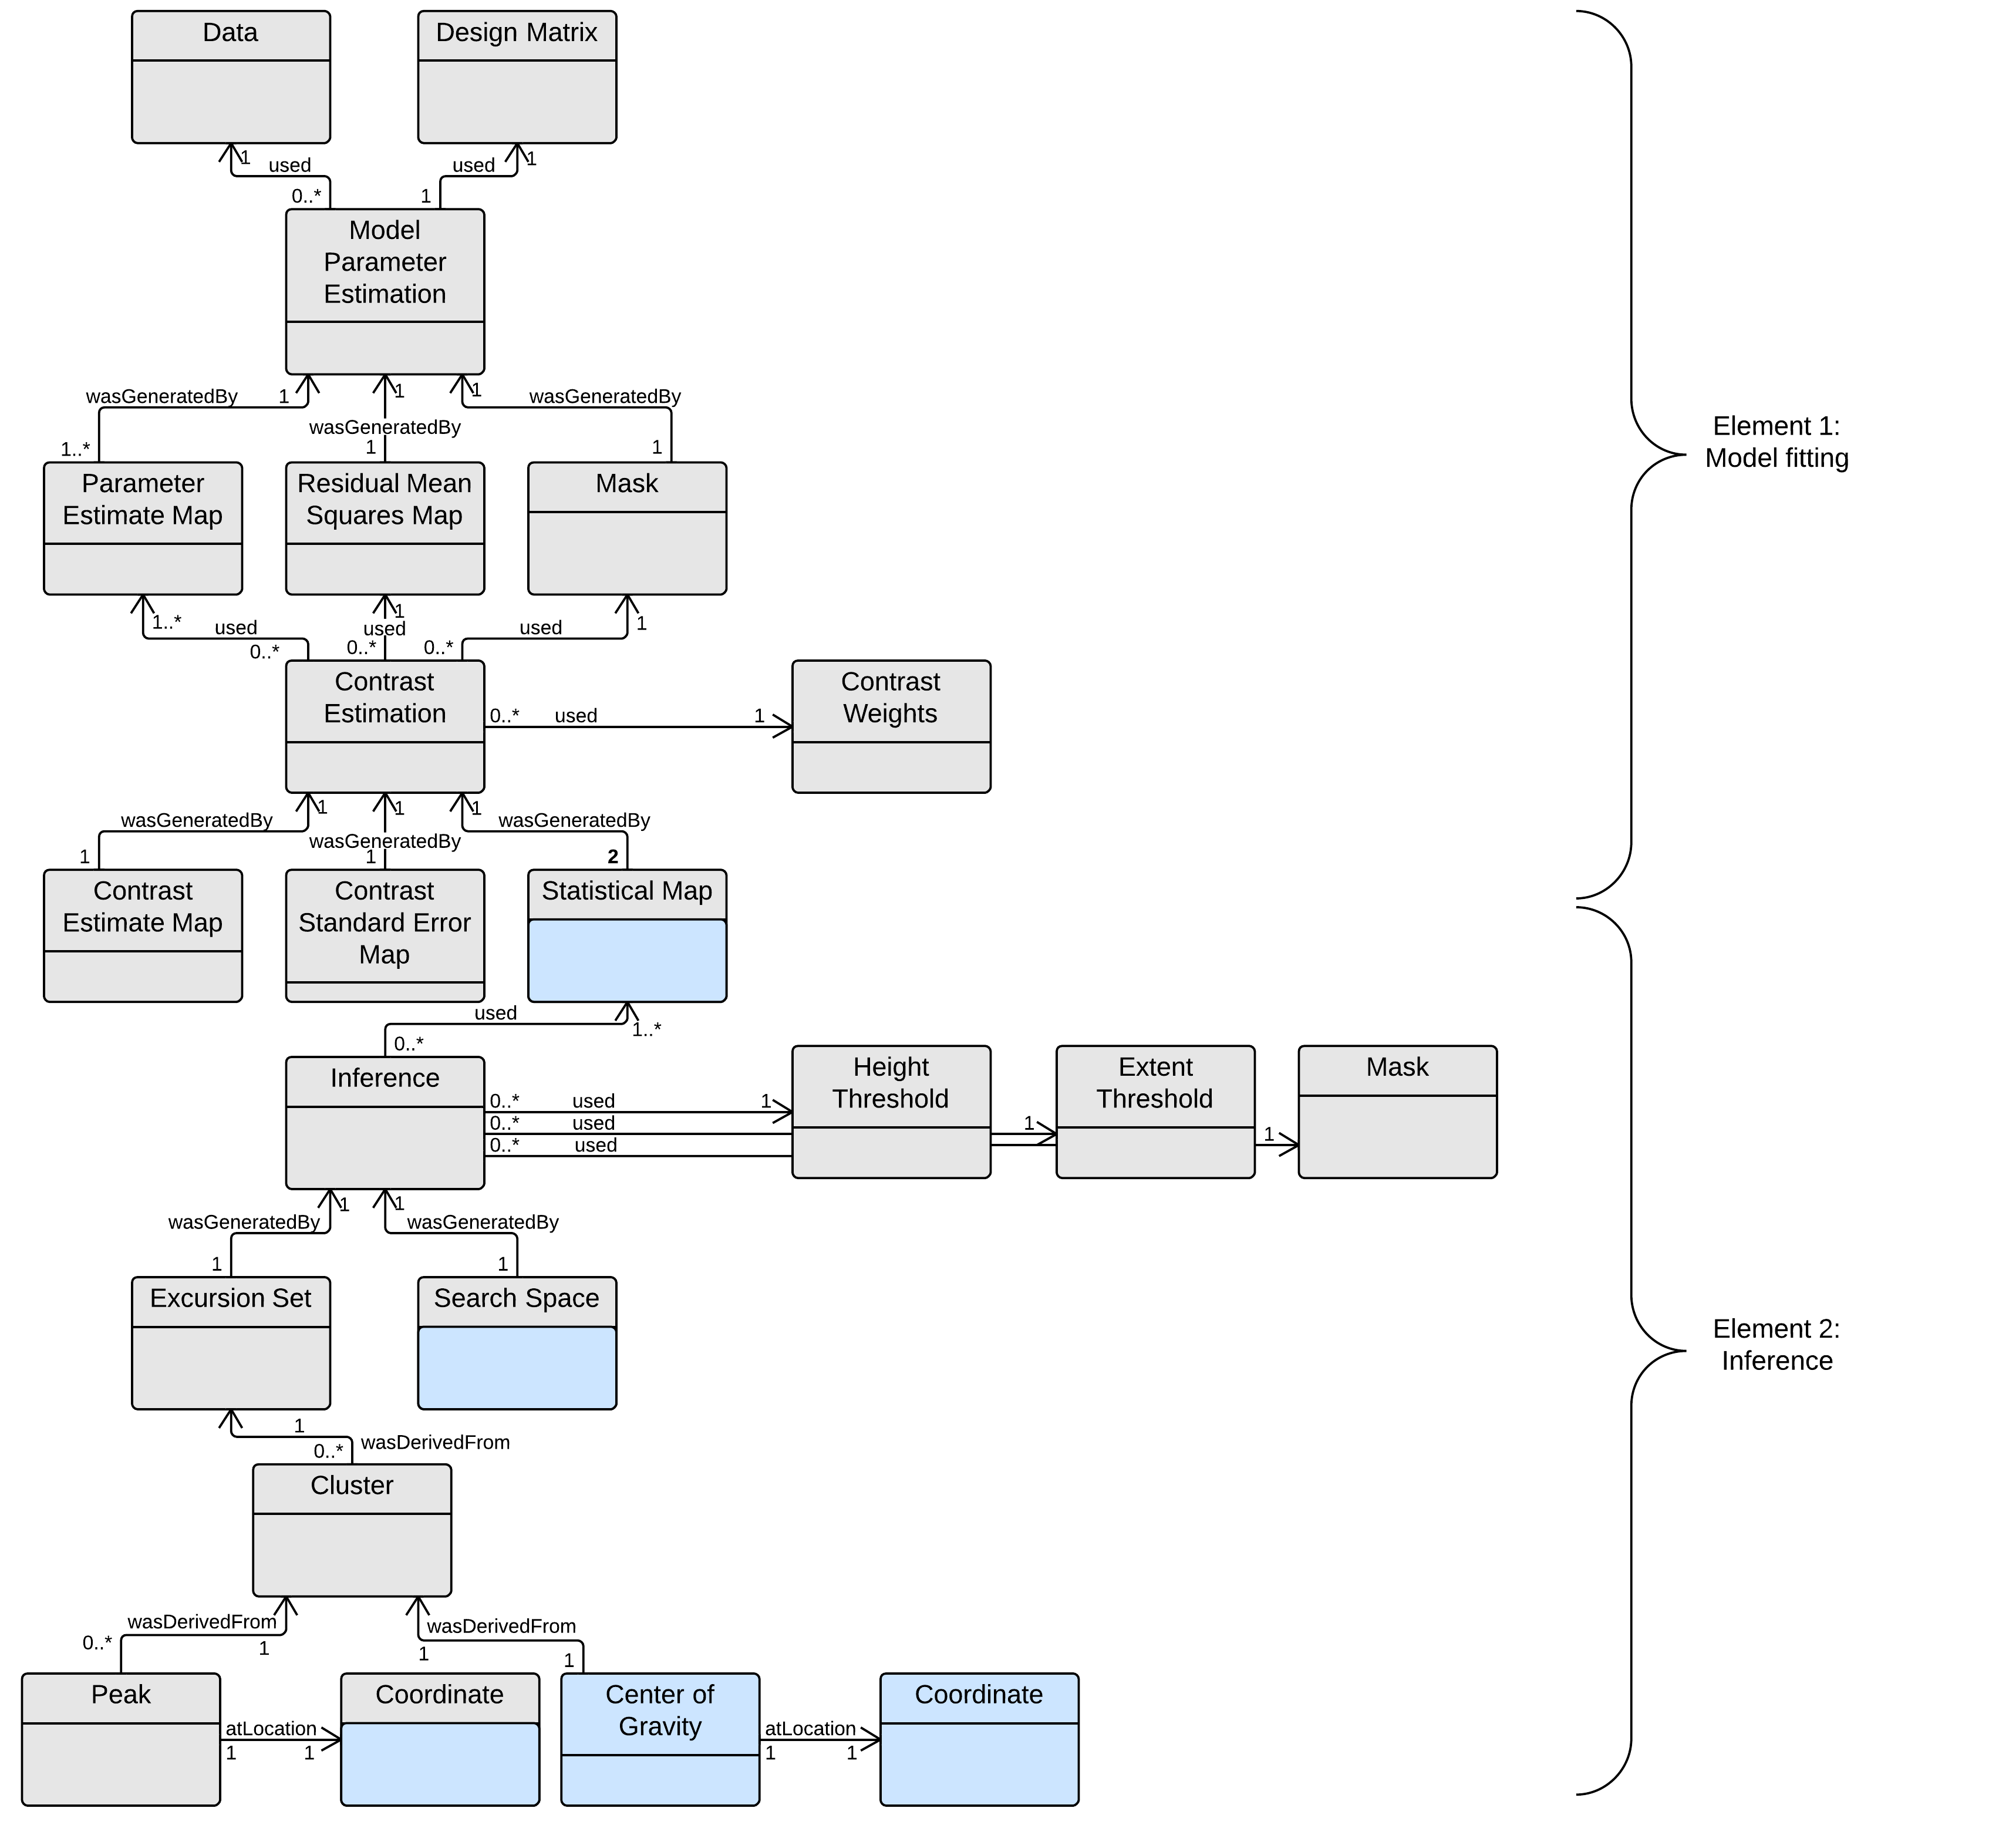 Data
Design Matrix
1
used
0..*
used
1
1
Model
Parameter
Estimation
wasGeneratedBy
1
1..*
1
wasGeneratedBy
1
1
wasGeneratedBy
1
Parameter
Estimate Map
Residual Mean
Squares Map
Mask
1..*
used
0..*
1
used
0..*
0..*
used
1
Contrast
Estimation
0..*
used
1
Contrast
Weights
wasGeneratedBy
1
1
1
wasGeneratedBy
1
1
wasGeneratedBy
2
Contrast
Estimate Map
Contrast
Standard Error
Map
Statistical Map
used
1..*
0..*
Inference
0..* used 1
0..* used
0..* used
Height
Threshold
1
Extent
Threshold
1
Mask
wasGeneratedBy
1
1
1
wasGeneratedBy
1
Excursion Set
Search Space
1
0..*
wasDerivedFrom
Cluster
wasDerivedFrom
0..*
1
wasDerivedFrom
1
1
Peak
atLocation
1
1
Coordinate
Center of
Gravity
atLocation
1
1
Coordinate
Element 1:
Model fitting
Element 2:
Inference